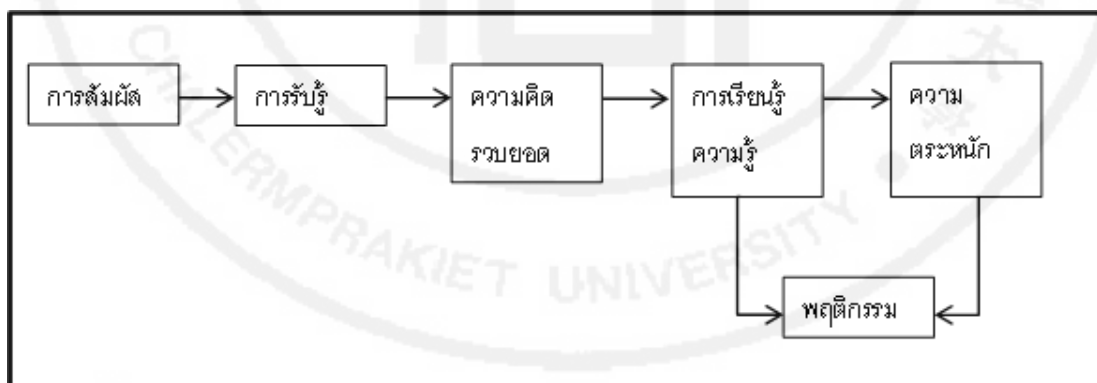 การสัมผัส
การรับรู้
ความคิด
รวบยอด
การเรียนรู้
ความรู้
ความ
ตระหนัก
พฤติกรรม
CHALERMPRAKIET UNIVERSITY